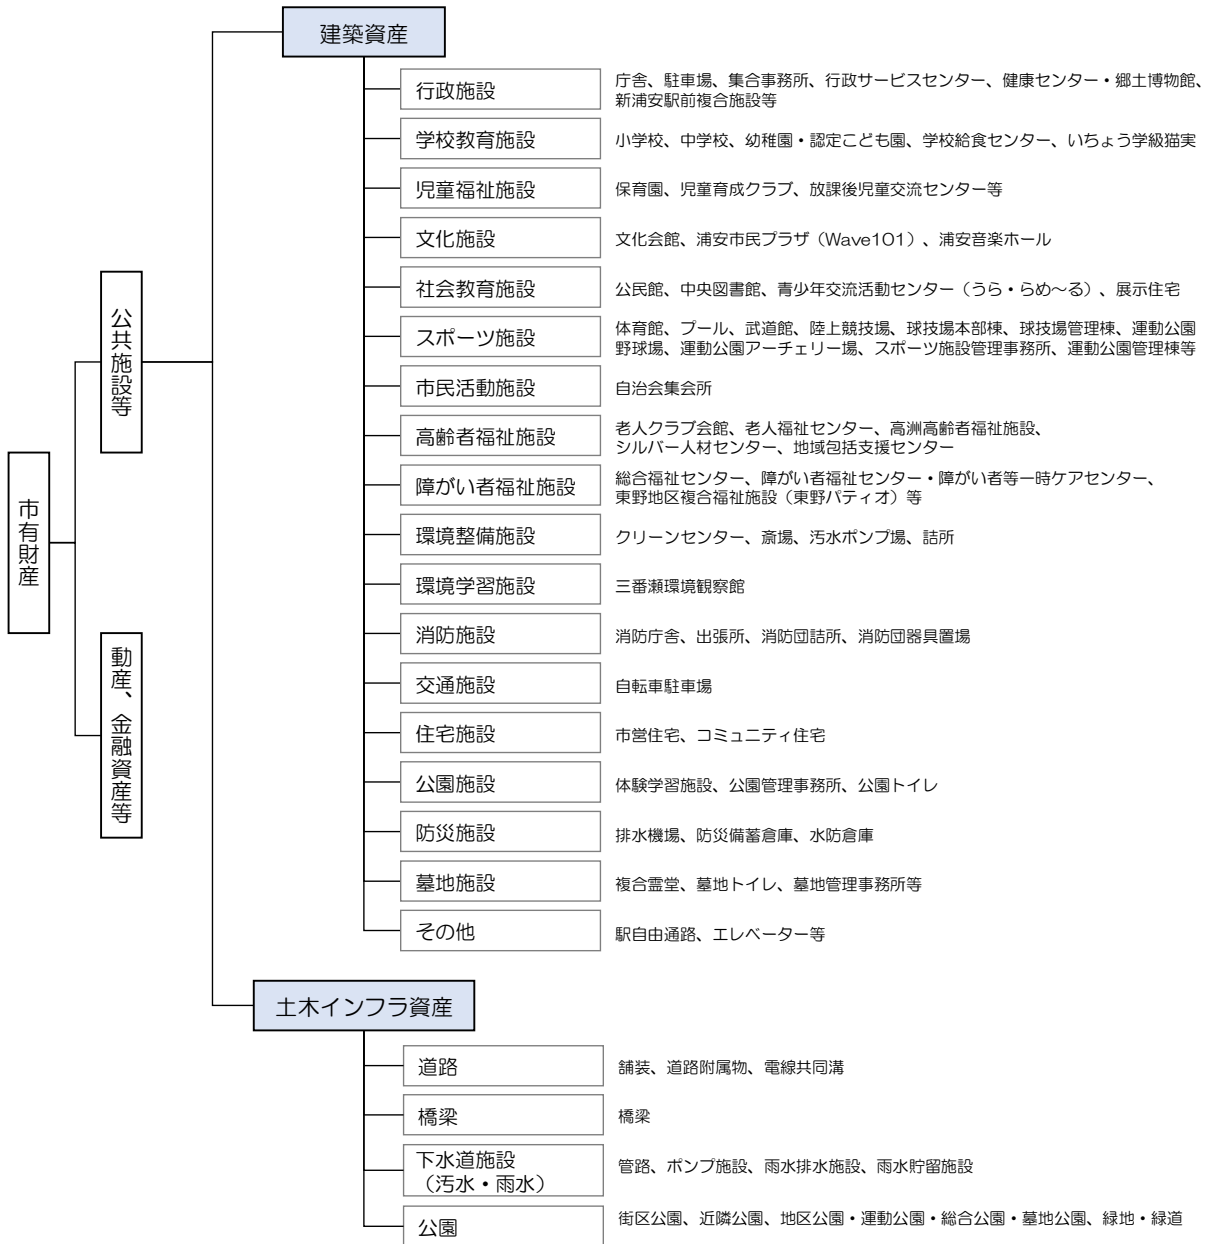 市有財産
公共施設等
動産、金融資産等
建築資産
行政施設
庁舎、駐車場、集合事務所、行政サービスセンター、健康センター・郷土博物館、
新浦安駅前複合施設等
学校教育施設
小学校、中学校、幼稚園・認定こども園、学校給食センター、いちょう学級猫実
児童福祉施設
保育園、児童育成クラブ、放課後児童交流センター等
文化施設
文化会館、浦安市民プラザ（Wave101）、浦安音楽ホール
社会教育施設
公民館、中央図書館、青少年交流活動センター（うら・らめ～る）、展示住宅
スポーツ施設
体育館、プール、武道館、陸上競技場、球技場本部棟、球技場管理棟、運動公園
野球場、運動公園アーチェリー場、スポーツ施設管理事務所、運動公園管理棟等
市民活動施設
自治会集会所
高齢者福祉施設
老人クラブ会館、老人福祉センター、高洲高齢者福祉施設、
シルバー人材センター、地域包括支援センター
障がい者福祉施設
総合福祉センター、障がい者福祉センター・障がい者等一時ケアセンター、
東野地区複合福祉施設（東野パティオ）等
環境整備施設
クリーンセンター、斎場、汚水ポンプ場、詰所
環境学習施設
三番瀬環境観察館
消防施設
消防庁舎、出張所、消防団詰所、消防団器具置場
交通施設
自転車駐車場
住宅施設
市営住宅、コミュニティ住宅
公園施設
体験学習施設、公園管理事務所、公園トイレ
防災施設
排水機場、防災備蓄倉庫、水防倉庫
墓地施設
複合霊堂、墓地トイレ、墓地管理事務所等
その他
駅自由通路、エレベーター等
土木インフラ資産
道路
舗装、道路附属物、電線共同溝
橋梁
橋梁
下水道施設
（汚水・雨水）
管路、ポンプ施設、雨水排水施設、雨水貯留施設
公園
街区公園、近隣公園、地区公園・運動公園・総合公園・墓地公園、緑地・緑道